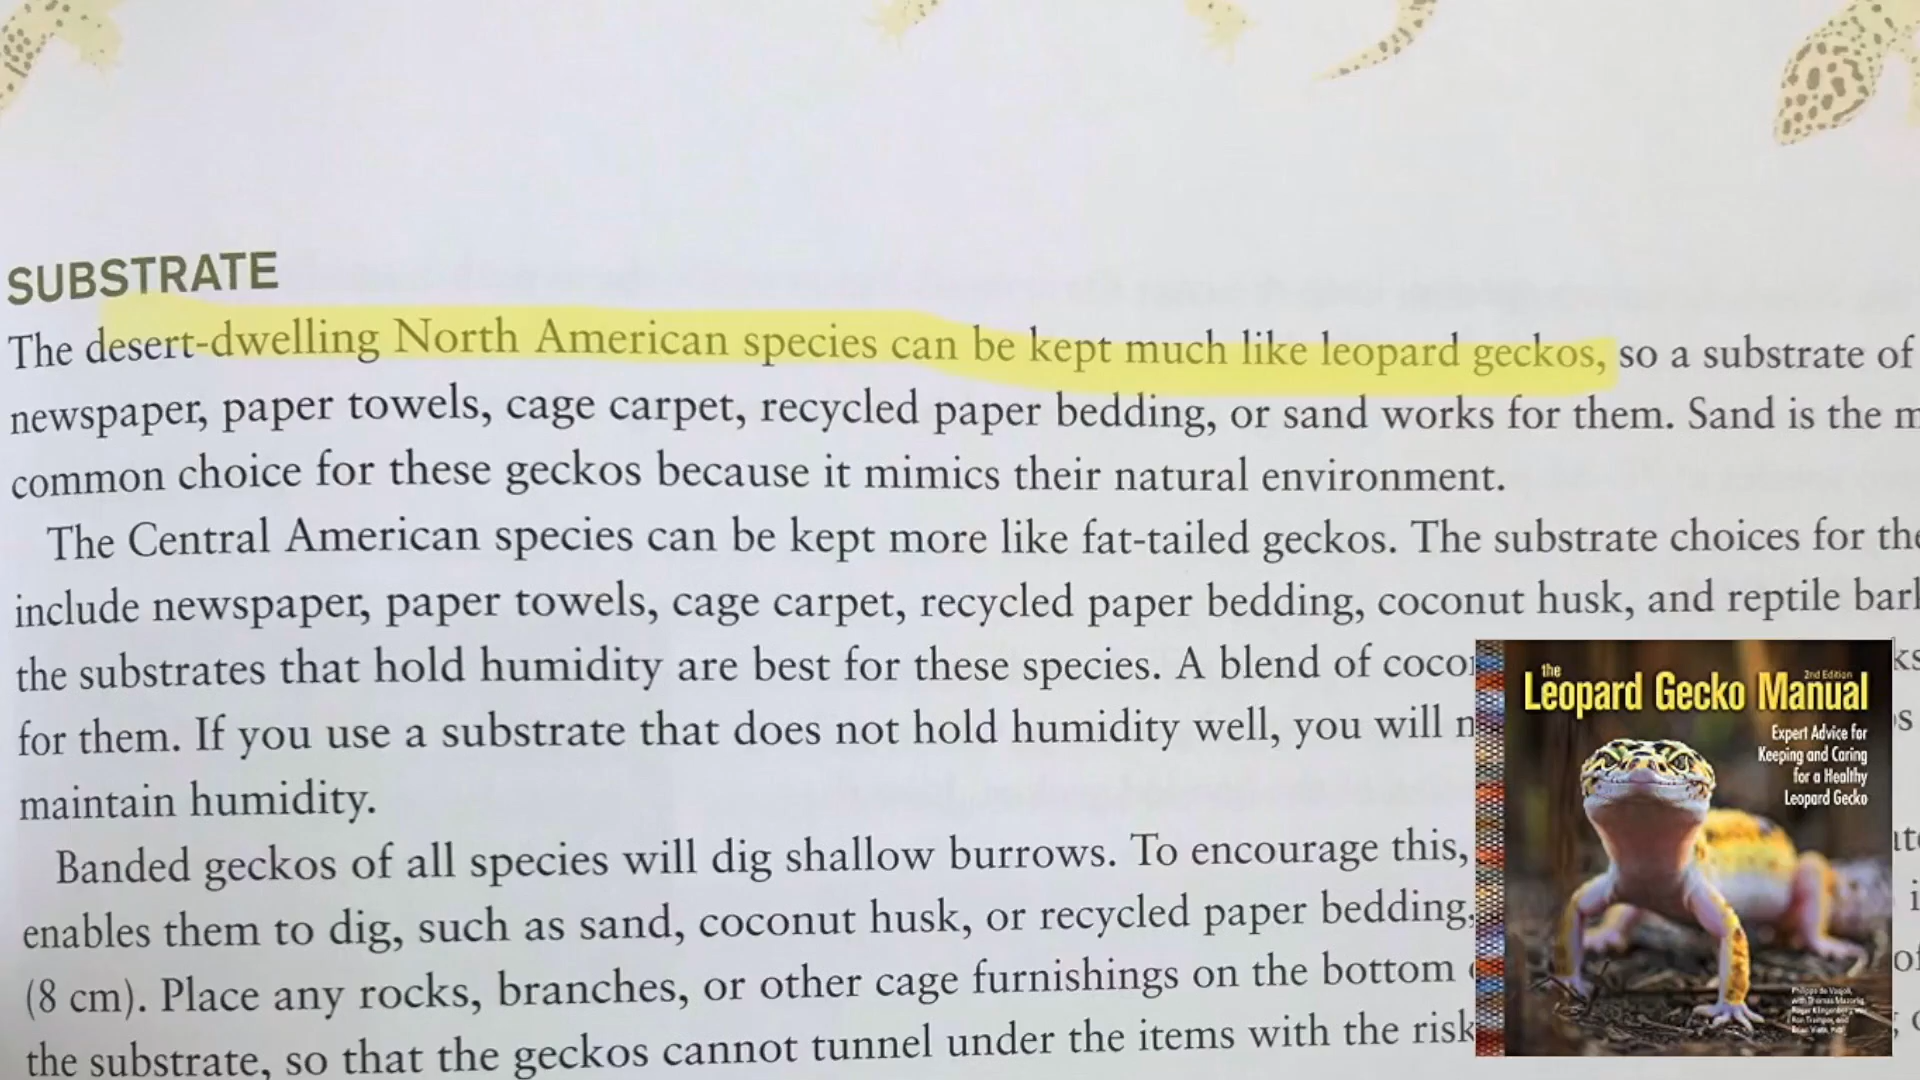 SUBSTRATE
The desert-dwelling North American species can be kept much like leopard geckos, so a substrate of
newspaper, paper towels, cage carpet, recycled paper bedding, or sand works for them. Sand is the m
common choice for these geckos because it mimics their natural environment.
The Central American species can be kept more like fat-tailed geckos. The substrate choices for the
include newspaper, paper towels, cage carpet, recycled paper bedding, coconut husk, and reptile bark
the substrates that hold humidity are best for these species. A blend of coco
for them. If you use a substrate that does not hold humidity well, you will
maintain humidity.
Banded geckos of all species will dig shallow burrows. To encourage this,
enables them to dig, such as sand, coconut husk, or recycled paper bedding,
(8 cm). Place any rocks, branches, or other cage furnishings on the bottom
the substrate, so that the geckos cannot tunnel under the items with the risk
the
2nd Edition
Leopard Gecko Manual
Expert Advice for
Keeping and Caring
for a Healthy
Leopard Gecko